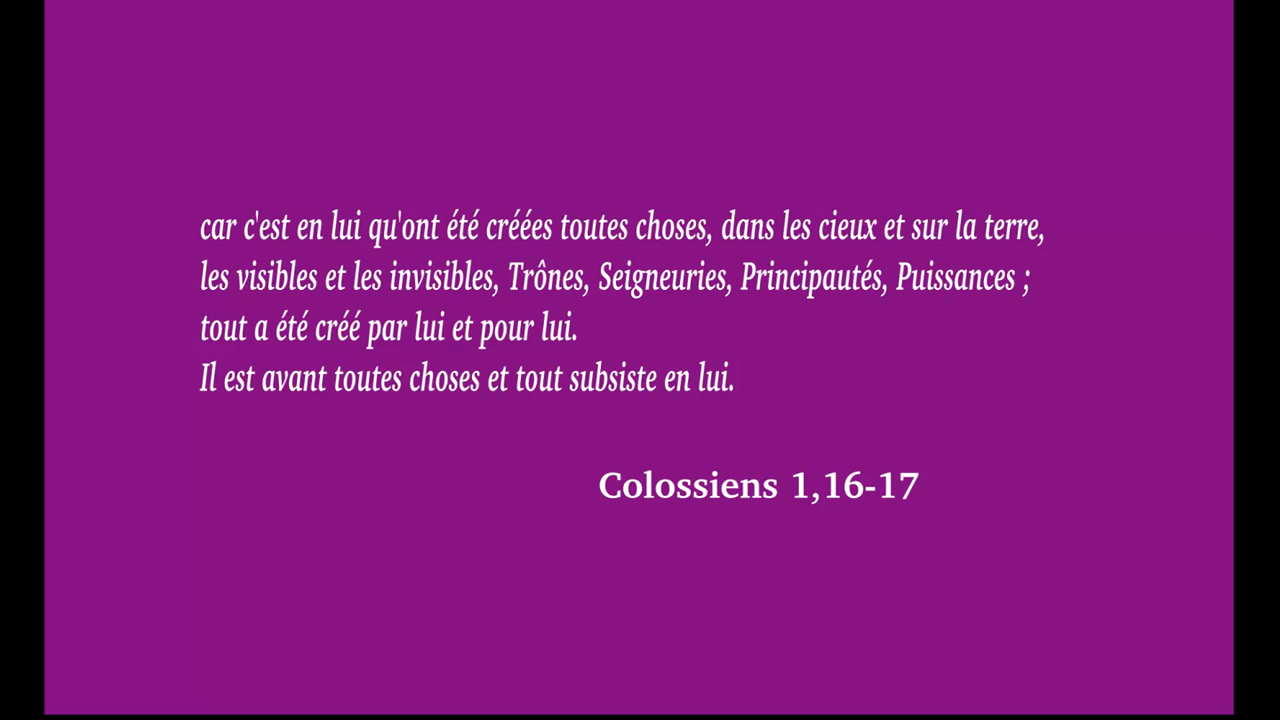 car c'est en lui qu'ont été créées toutes choses, dans les cieux et sur la terre,
les visibles et les invisibles, Trônes, Seigneuries, Principautés, Puissances ;
tout a été créé par lui et pour lui.
Il est avant toutes choses et tout subsiste en lui.
Colossiens 1,16-17